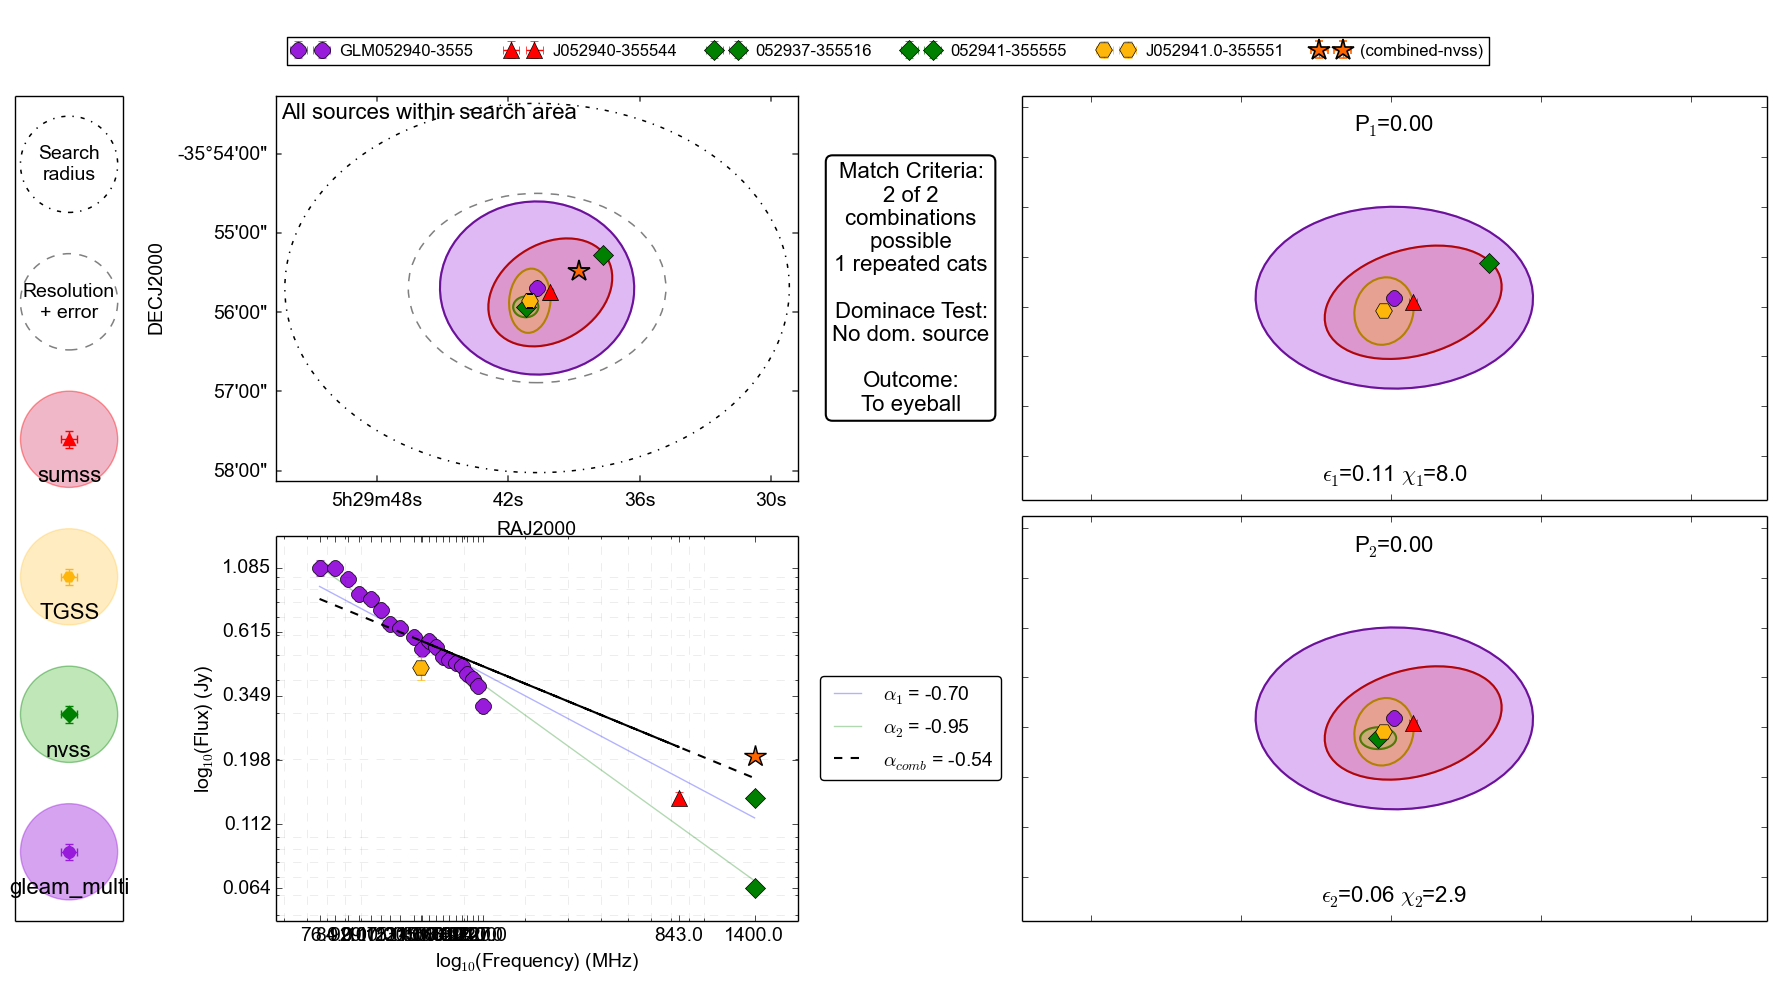 GLM052940-3555 J052940-355544 052937-355516 052941-355555 J052941.0-355551 (combined-nvss)
Search
radius
Resolution
+ error
sumss
TGSS
nvss
gleam_multi
All sources within search area
DECJ2000
-35°54'00"
55'00"
56'00"
57'00"
58'00"
5h29m48s 42s 36s 30s
RAJ2000
Match Criteria:
2 of 2
combinations
possible
1 repeated cats
Dominace Test:
No dom. source
Outcome:
To eyeball
P1=0.00
ϵ1=0.11 χ1=8.0
log10(Flux) (Jy)
1.085
0.615
0.349
0.198
0.112
0.064
843.0 1400.0
log10(Frequency) (MHz)
α1 = -0.70
α2 = -0.95
αcomb = -0.54
P2=0.00
ϵ2=0.06 χ2=2.9